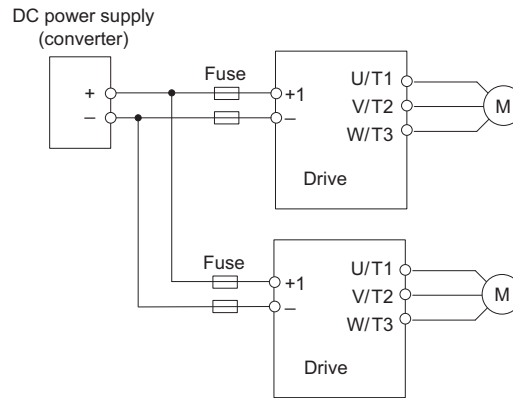 DC power supply
(converter)
Fuse
+
+1
U/T1
–
–
V/T2
M
W/T3
Drive
Fuse
+1
U/T1
–
V/T2
M
W/T3
Drive